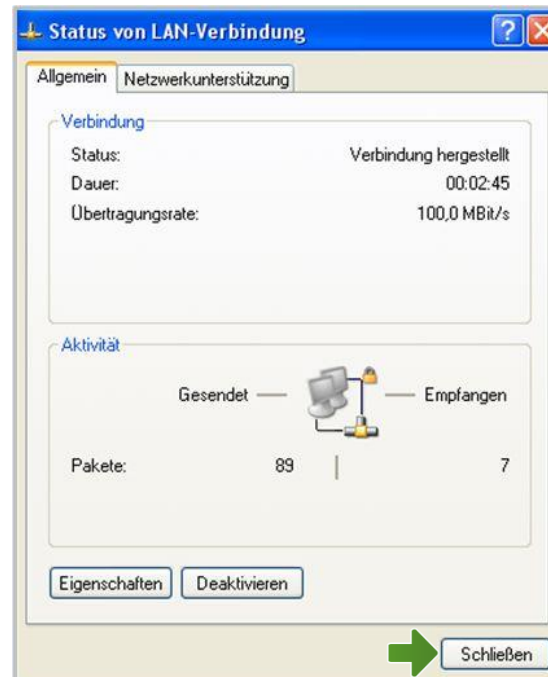 Status von LAN-Verbindung
Allgemein Netzwerkunterstützung
Verbindung
Status: Verbindung hergestellt
Dauer: 00:02:45
Übertragungsrate: 100,0 MBit/s
Aktivität
Gesendet — — Empfangen
Pakete: 89 | 7
Eigenschaften Deaktivieren
Schließen